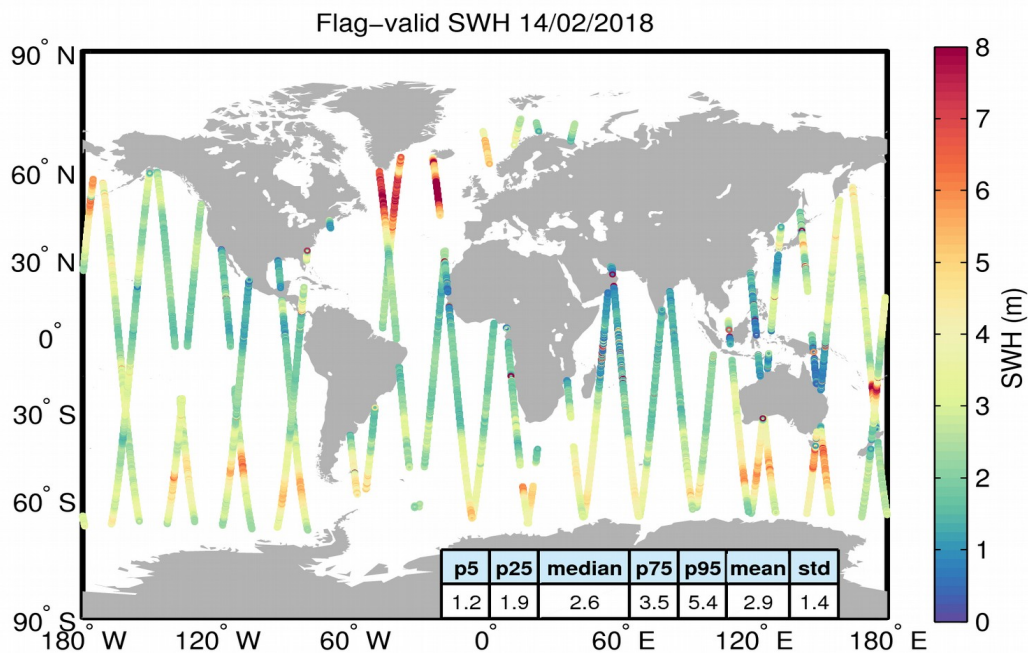 Flag−valid SWH 14/02/2018
90° N
60° N
30° N
0°
30° S
60° S
90° S
180° W
120° W
60° W
0°
60° E
120° E
180° E
8
7
6
5
4
3
2
1
0
SWH (m)
p5 p25 median p75 p95 mean std
1.2 1.9 2.6 3.5 5.4 2.9 1.4